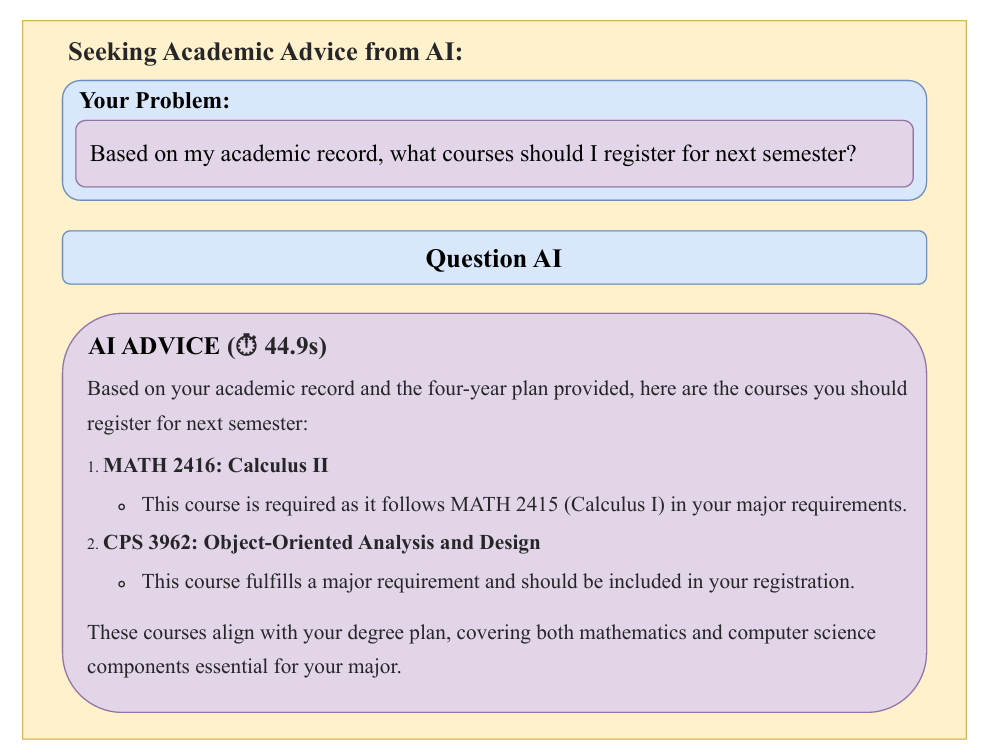 Seeking Academic Advice from AI:
Your Problem:
Based on my academic record, what courses should I register for next semester?
Question AI
AI ADVICE (⏱ 44.9s)
Based on your academic record and the four-year plan provided, here are the courses you should
register for next semester:
1. MATH 2416: Calculus II
This course is required as it follows MATH 2415 (Calculus I) in your major requirements.
2. CPS 3962: Object-Oriented Analysis and Design
This course fulfills a major requirement and should be included in your registration.
These courses align with your degree plan, covering both mathematics and computer science
components essential for your major.